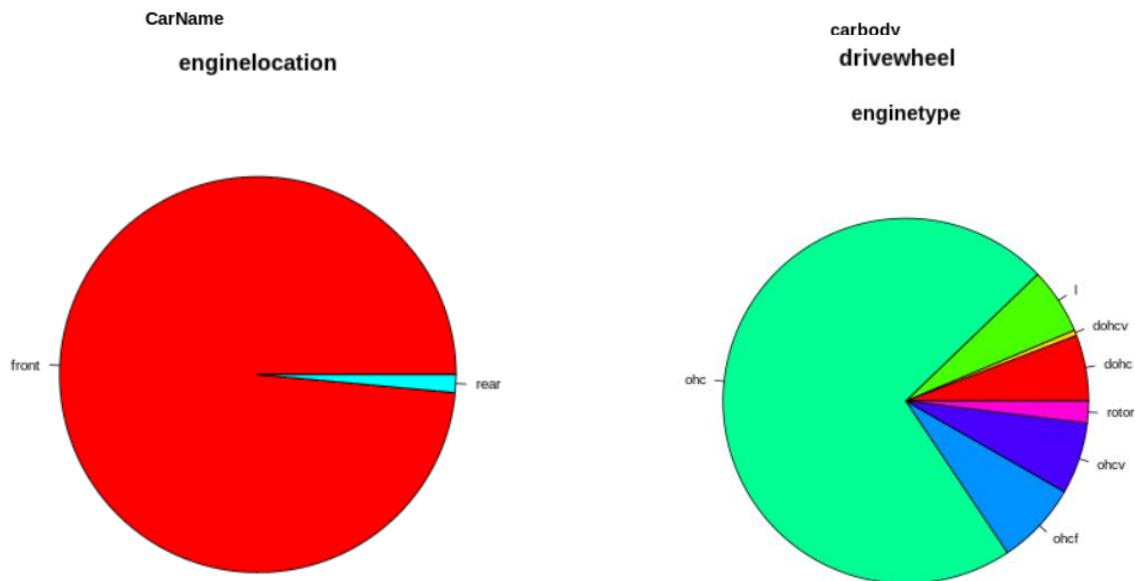 CarName
enginelocation
front
rear
carbody
drivewheel
enginetype
l
dohcv
dohc
ohc
rotor
ohcv
ohcf